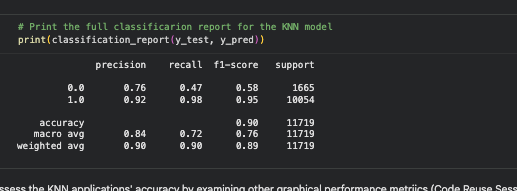 # Print the full classificarion report for the KNN model
print(classification_report(y_test, y_pred))
precision recall f1-score support
0.0 0.76 0.47 0.58 1665
1.0 0.92 0.98 0.95 10054
accuracy 0.90 11719
macro avg 0.84 0.72 0.76 11719
weighted avg 0.90 0.90 0.89 11719
ssess the KNN applications' accuracy by examining other graphical performance metriics (Code Reuse Sess